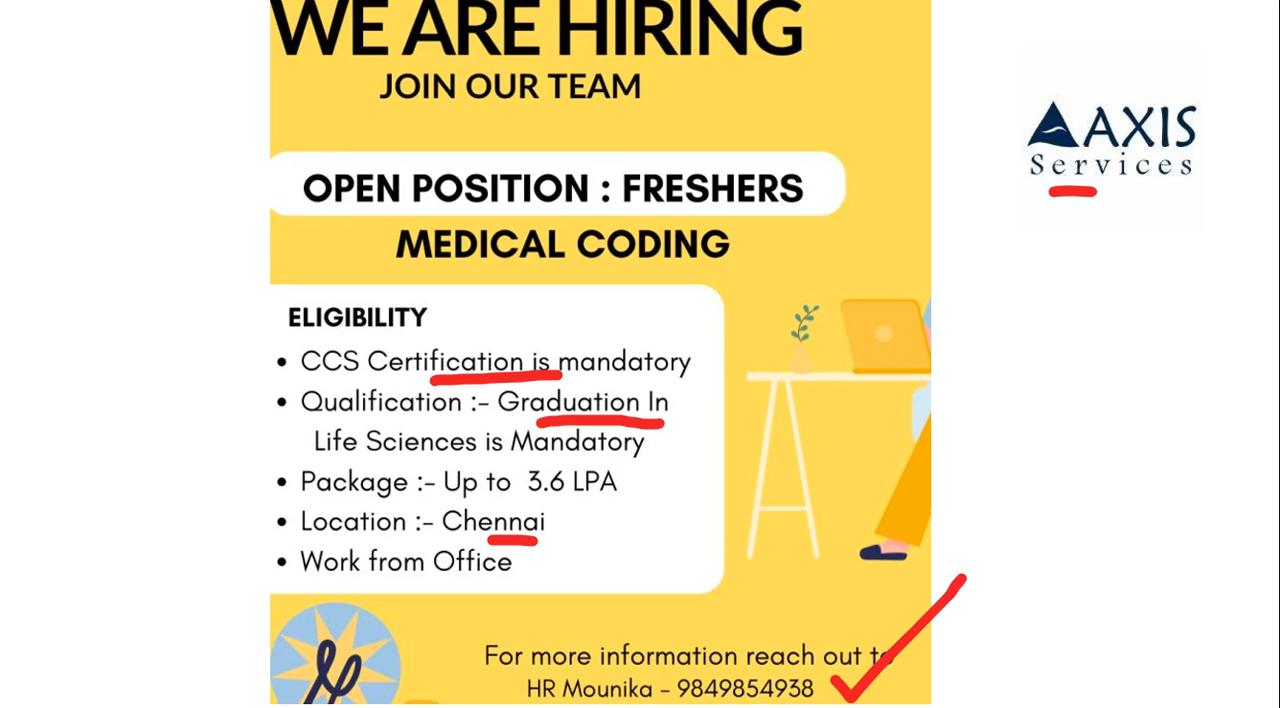 WE ARE HIRING
JOIN OUR TEAM
OPEN POSITION : FRESHERS
MEDICAL CODING
ELIGIBILITY
• CCS Certification is mandatory
• Qualification :- Graduation In
Life Sciences is Mandatory
• Package :- Up to 3.6 LPA
• Location :- Chennai
• Work from Office
For more information reach out to
HR Mounika - 9849854938
AXIS
Services